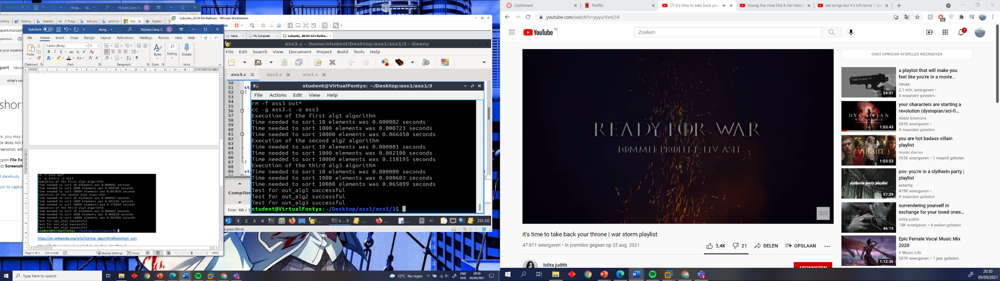 AutoSave Off Assig... - Sa... Stijlaart,Casey C. SC
Sorting e! Sorting insertion C Progra test plag print scr Key Explain
pport.microsof
AutoSave Off Assig... Stijlaart,Casey C. SC
File Home Insert Draw Design Layout References Mailings Review View Help
Calibri (Body) 11
Paste Styles Editing Dictate
Clipboard Font Paragraph Styles Voice
port Micros
What's new
shor
re, you may
ce does not
reenshot, wh
open File Ex
ect Screensh
d shortcuts.
ool to captur
rm -f ass3 out*
cc -g ass3.c -o ass3
Execution of the first alg1 algorithm
Time needed to sort 10 elements was 0.000002 seconds
Time needed to sort 1000 elements was 0.000760 seconds
Time needed to sort 10000 elements was 0.067010 seconds
Execution of the second alg2 algorithm
Time needed to sort 10 elements was 0.000003 seconds
Time needed to sort 1000 elements was 0.002156 seconds
Time needed to sort 10000 elements was 0.119869 seconds
Execution of the third alg3 algorithm
Time needed to sort 10 elements was 0.000002 seconds
Time needed to sort 1000 elements was 0.000629 seconds
Time needed to sort 10000 elements was 0.067482 seconds
Test for out_alg1 successful
Test for out_alg2 successful
Test for out_alg3 successful
student@VirtualFontys:~/Desktop/ass1/ass1/3$
https://en.wikipedia.org/wiki/Sorting_algorithm#Selection_sort
Page 2 of 2 326 words Display Settings Focus 100%
Lubuntu_20.04-64+Kathara - VMware Workstation
Home My Computer Lubuntu_20.04-64+Katha...
ass3.c - /home/student/Desktop/ass1/ass1/3 - Geany
File Edit Search View Document Project Build Tools Help
ass3.c ass2.c ass1.c
50
51 st
52 {
53
54
55
56
57
58
59
60
61
62
63
64
65
66
67 }
68
69 st
Compiler
line: 66 / 1
student@VirtualFontys: ~/Desktop/ass1/ass1/3
File Actions Edit View Help
rm -f ass3 out*
cc -g ass3.c -o ass3
Execution of the first alg1 algorithm
Time needed to sort 10 elements was 0.000002 seconds
Time needed to sort 1000 elements was 0.000723 seconds
Time needed to sort 10000 elements was 0.066450 seconds
Execution of the second alg2 algorithm
Time needed to sort 10 elements was 0.000001 seconds
Time needed to sort 1000 elements was 0.002100 seconds
Time needed to sort 10000 elements was 0.118195 seconds
Execution of the third alg3 algorithm
Time needed to sort 10 elements was 0.000000 seconds
Time needed to sort 1000 elements was 0.000603 seconds
Time needed to sort 10000 elements was 0.065899 seconds
Test for out_alg1 successful
Test for out_alg2 successful
Test for out_alg3 successful
student@VirtualFontys:~/Desktop/ass1/ass1/3$
1 2 3 4 s...3 20:30
or press Ctrl+G.
Type here to search 22°C Nu regen ENG INTL 20:30 09/09/2021
Dashboard Netflix (7) it's time to take back you Huang Na: How Did A Girl Vanish old songs but it's lofi remix – Lo
youtube.com/watch?v=pyyurVxnL54 16
YouTube NL Zoeken 7
READY FOR WAR
TOMMEE PROFITT LIV ASH
LOLITA JUDITH
it's time to take back your throne | war storm playlist
47.811 weergaven • In première gegaan op 25 aug. 2021
3,4K 21 DELEN OPSLAAN
lolita judith
ABONNEREN
CHAT OPNIEUW AFSPELEN WEERGEVEN
54:01
a playlist that will make you
feel like you're in a movie...
rievaa
2,1 mln. weergaven •
5 maanden geleden
DYSTOPIAN
WRITING MIX
1:03:43
your characters are starting a
revolution (dystopian/sci-fi...
Abbie Emmons
381K weergaven •
4 maanden geleden
villain
1:03:53
you are hot badass villain
playlist
music diaries
261K weergaven • 1 maand geleden
slytherin party playlist
57:29
pov: you're in a slytherin party |
playlist
asterhq
419K weergaven •
4 maanden geleden
46:15
surrendering yourself in
exchange for your loved ones...
lolita judith
18K weergaven • 4 weken geleden
1:12:36
Epic Female Vocal Music Mix
2020
K Music Life
587K weergaven • 1 jaar geleden
20:30
09/09/2021